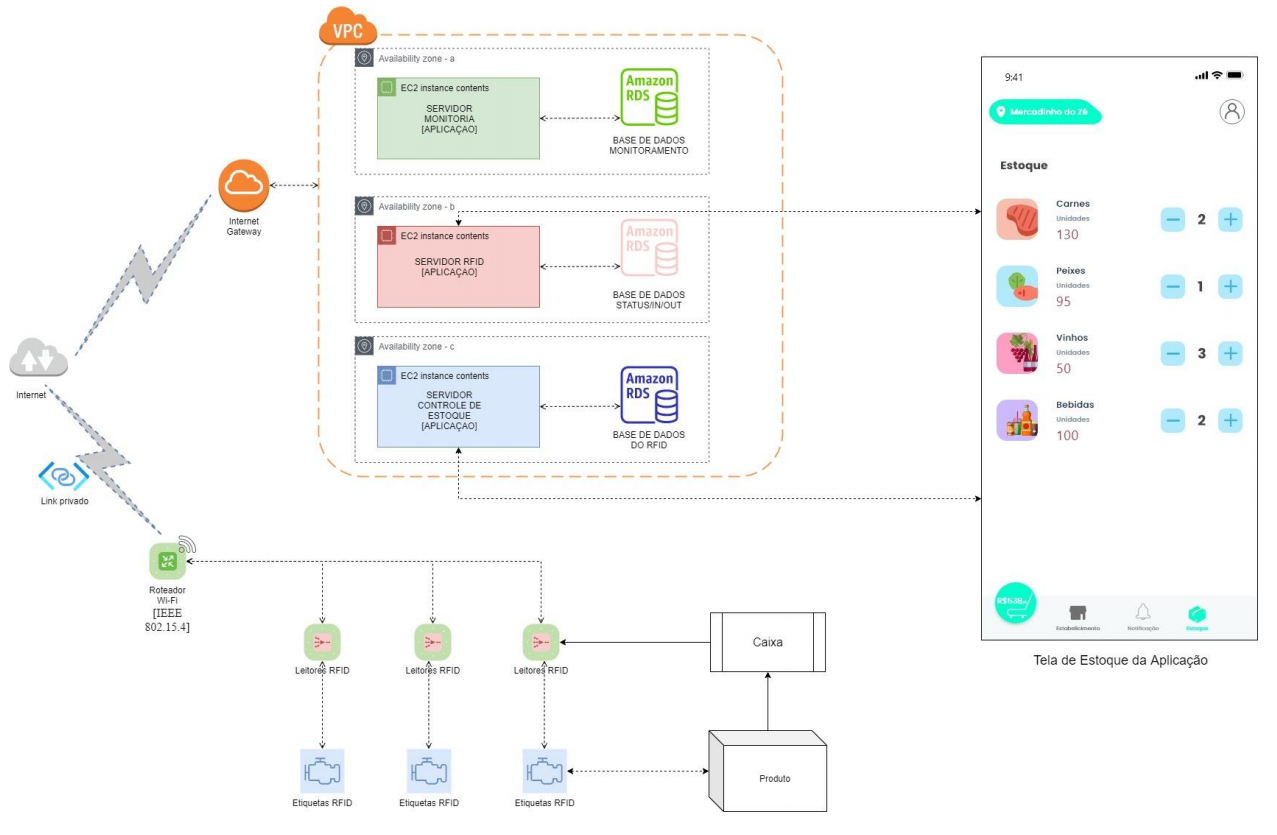 VPC
Availability zone - a
EC2 instance contents
SERVIDOR
MONITORIA
[APLICAÇAO]
Amazon
RDS
BASE DE DADOS
MONITORAMENTO
Internet
Gateway
Availability zone - b
EC2 instance contents
SERVIDOR RFID
[APLICAÇAO]
Amazon
RDS
BASE DE DADOS
STATUS/IN/OUT
Availability zone - c
EC2 instance contents
SERVIDOR
CONTROLE DE
ESTOQUE
[APLICAÇAO]
Amazon
RDS
BASE DE DADOS
DO RFID
Internet
Link privado
Roteador
Wi-Fi
[IEEE
802.15.4]
Leitores RFID
Leitores RFID
Leitores RFID
Etiquetas RFID
Etiquetas RFID
Etiquetas RFID
Caixa
Produto
9:41
Mercadinho do Zé
Estoque
Carnes
Unidades
130
2
Peixes
Unidades
95
1
Vinhos
Unidades
50
3
Bebidas
Unidades
100
2
Estabelicimento
Notificação
Estoque
Tela de Estoque da Aplicação